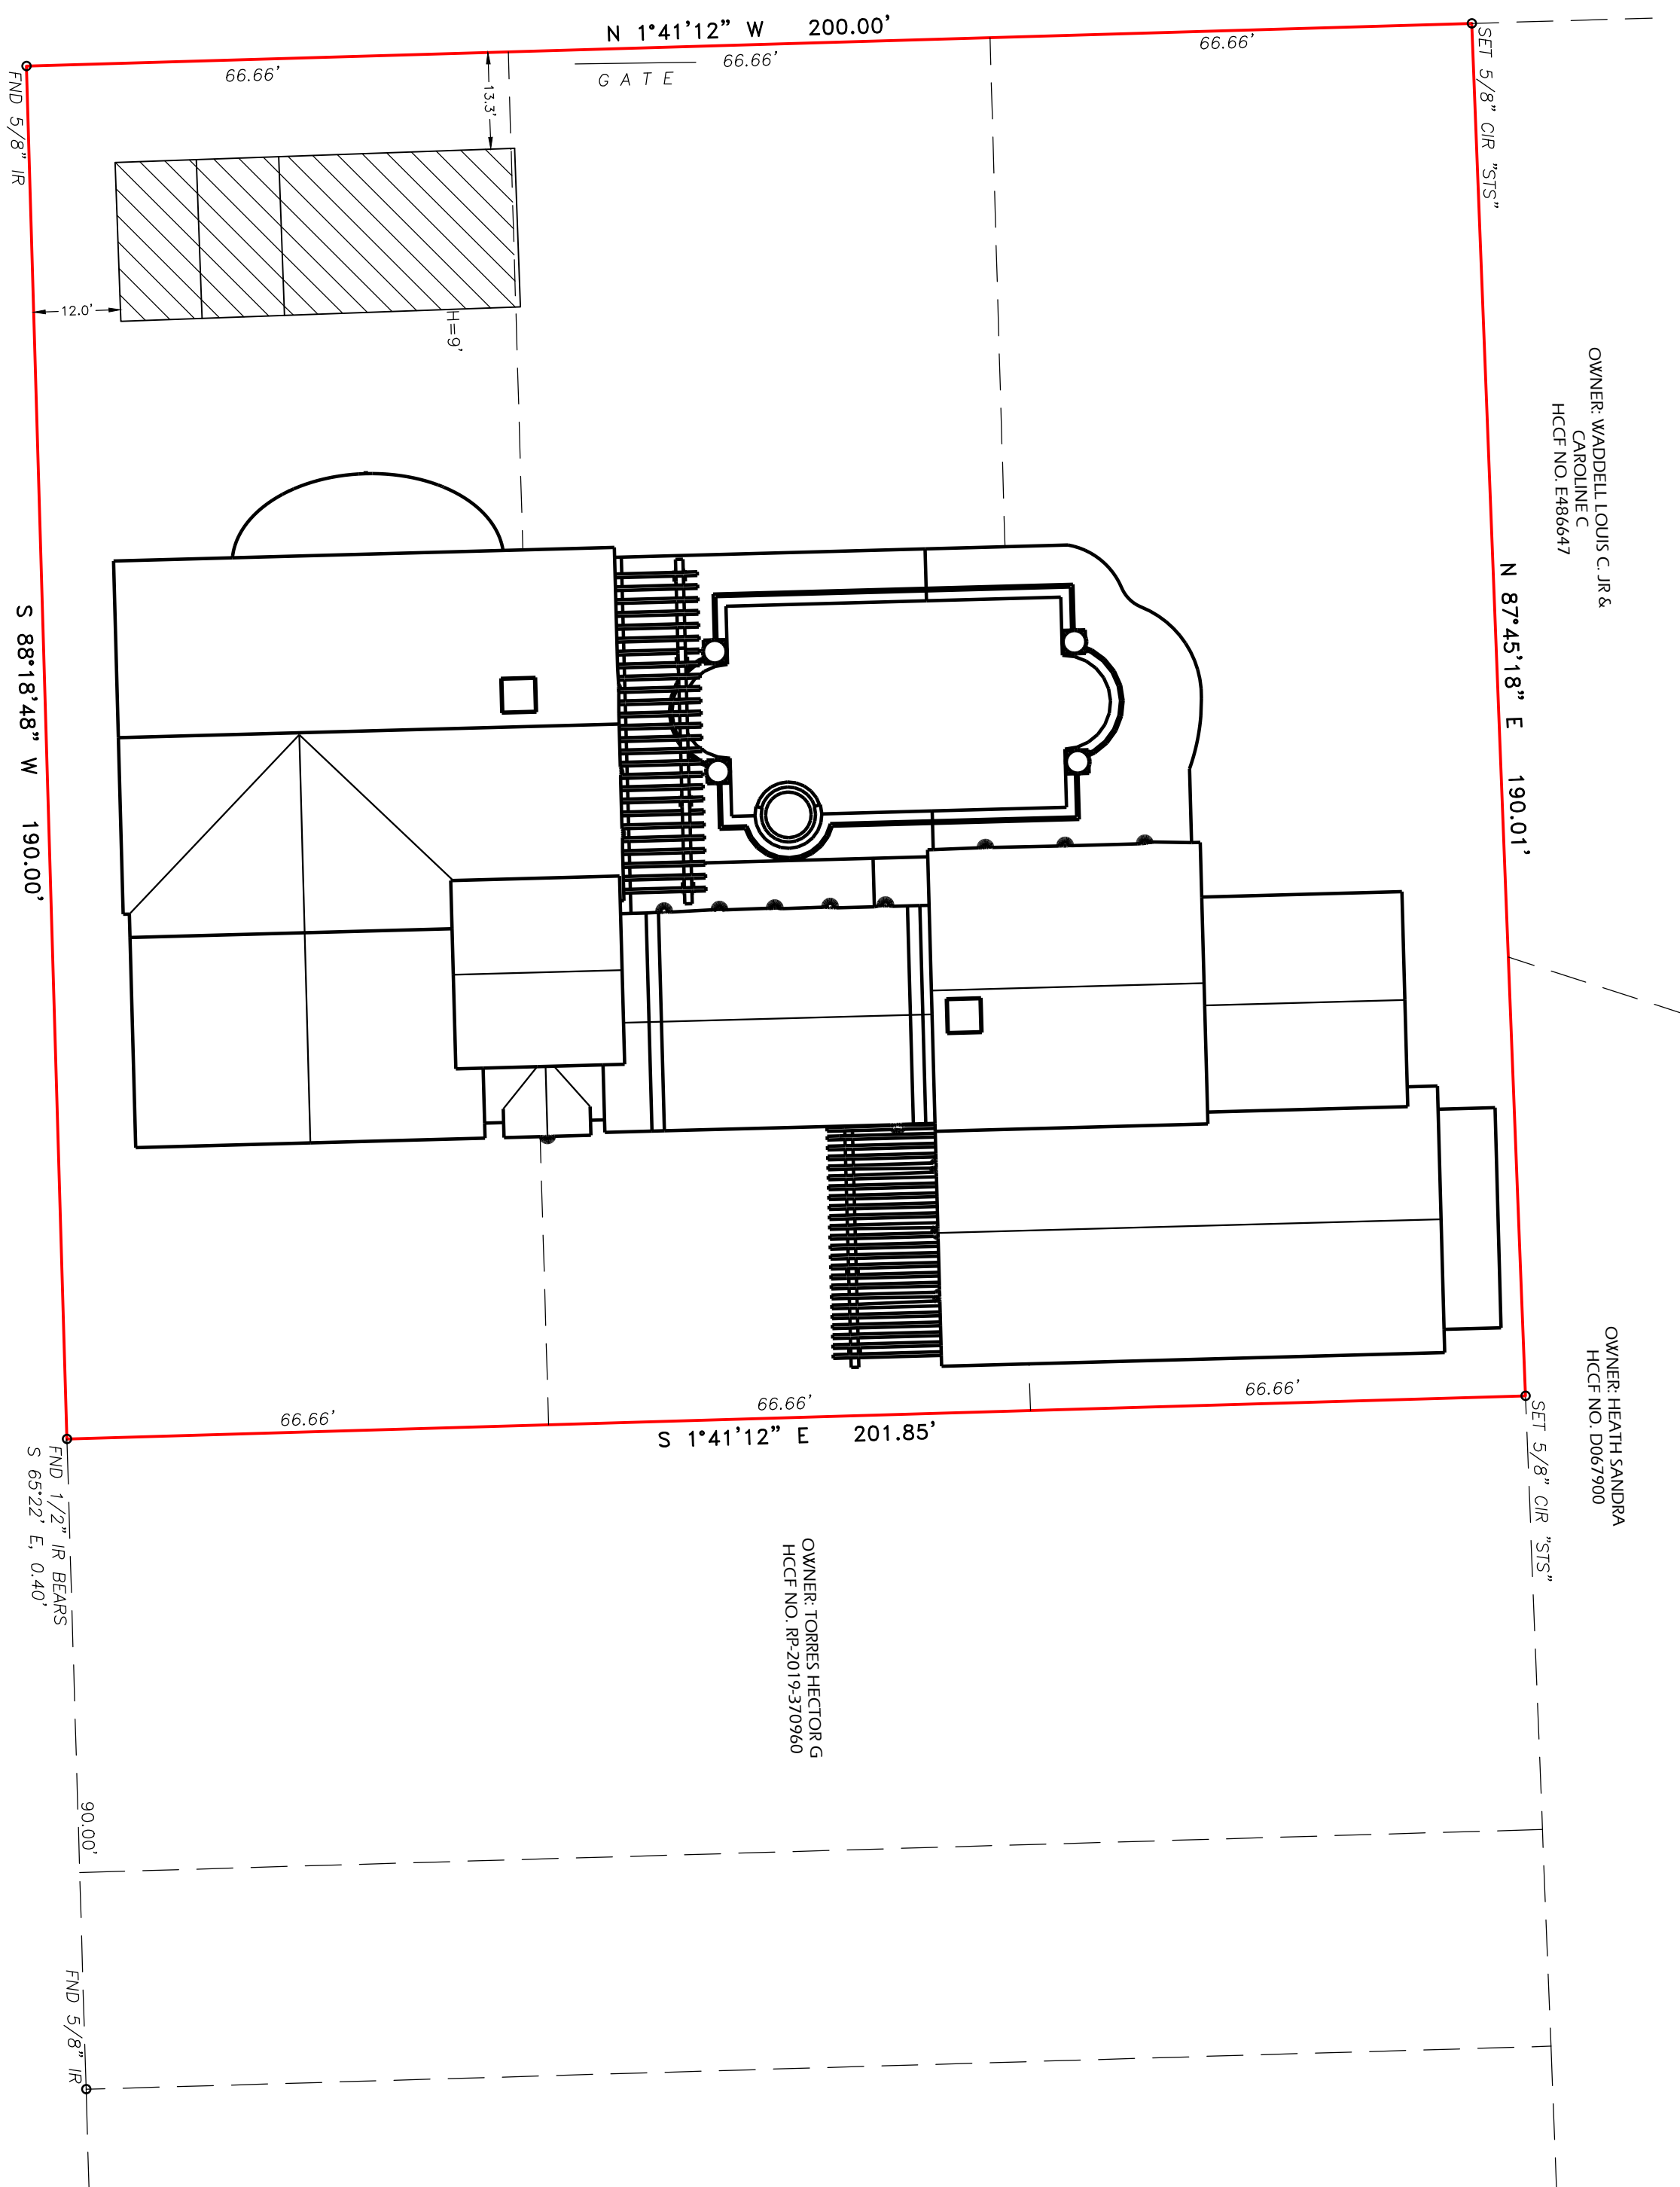 N 1°41'12" W 200.00'
66.66'
66.66'
66.66'
GATE
13.3'
FND 5/8" IR
SET 5/8" CIR "STS"
12.0'
H=9'
OWNER: WADDELL LOUIS C. JR &
CAROLINE C
HCCF NO. E486647
N 87°45'18" E 190.01'
S 88°18'48" W 190.00'
66.66'
66.66'
66.66'
S 1°41'12" E 201.85'
OWNER: HEATH SANDRA
HCCF NO. D067900
SET 5/8" CIR "STS"
FND 1/2" IR BEARS
S 65°22' E, 0.40'
OWNER: TORRES HECTOR G
HCCF NO. RP-2019-370960
90.00'
FND 5/8" IR